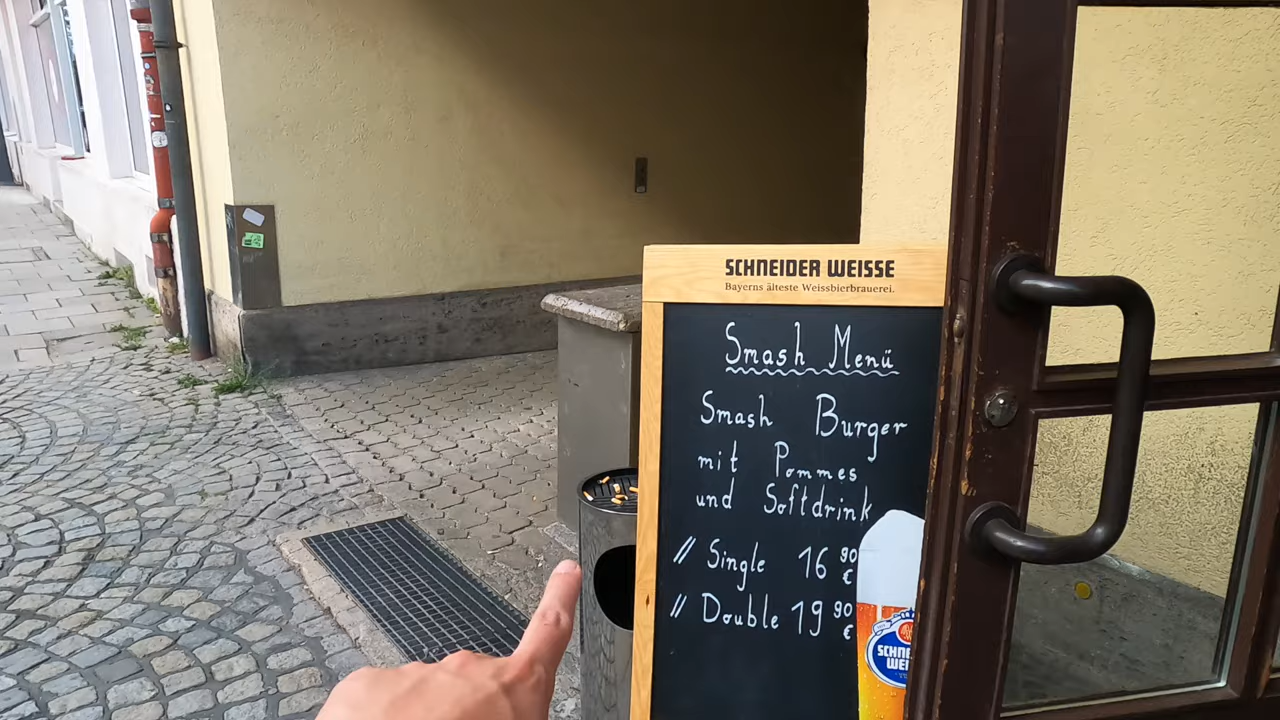 SCHNEIDER WEISSE
Bayerns älteste Weissbierbrauerei.
Smash Menü
Smash Burger
mit Pommes
und Softdrink
// Single 16 90 €
// Double 19 90 €